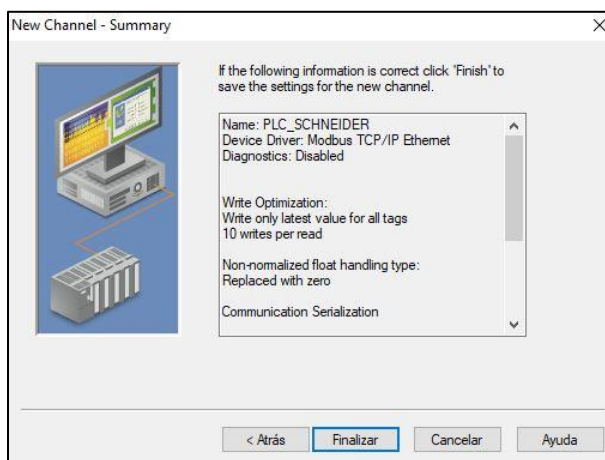 New Channel - Summary
If the following information is correct click 'Finish' to
save the settings for the new channel.
Name: PLC_SCHNEIDER
Device Driver: Modbus TCP/IP Ethernet
Diagnostics: Disabled
Write Optimization:
Write only latest value for all tags
10 writes per read
Non-normalized float handling type:
Replaced with zero
Communication Serialization
< Atrás
Finalizar
Cancelar
Ayuda